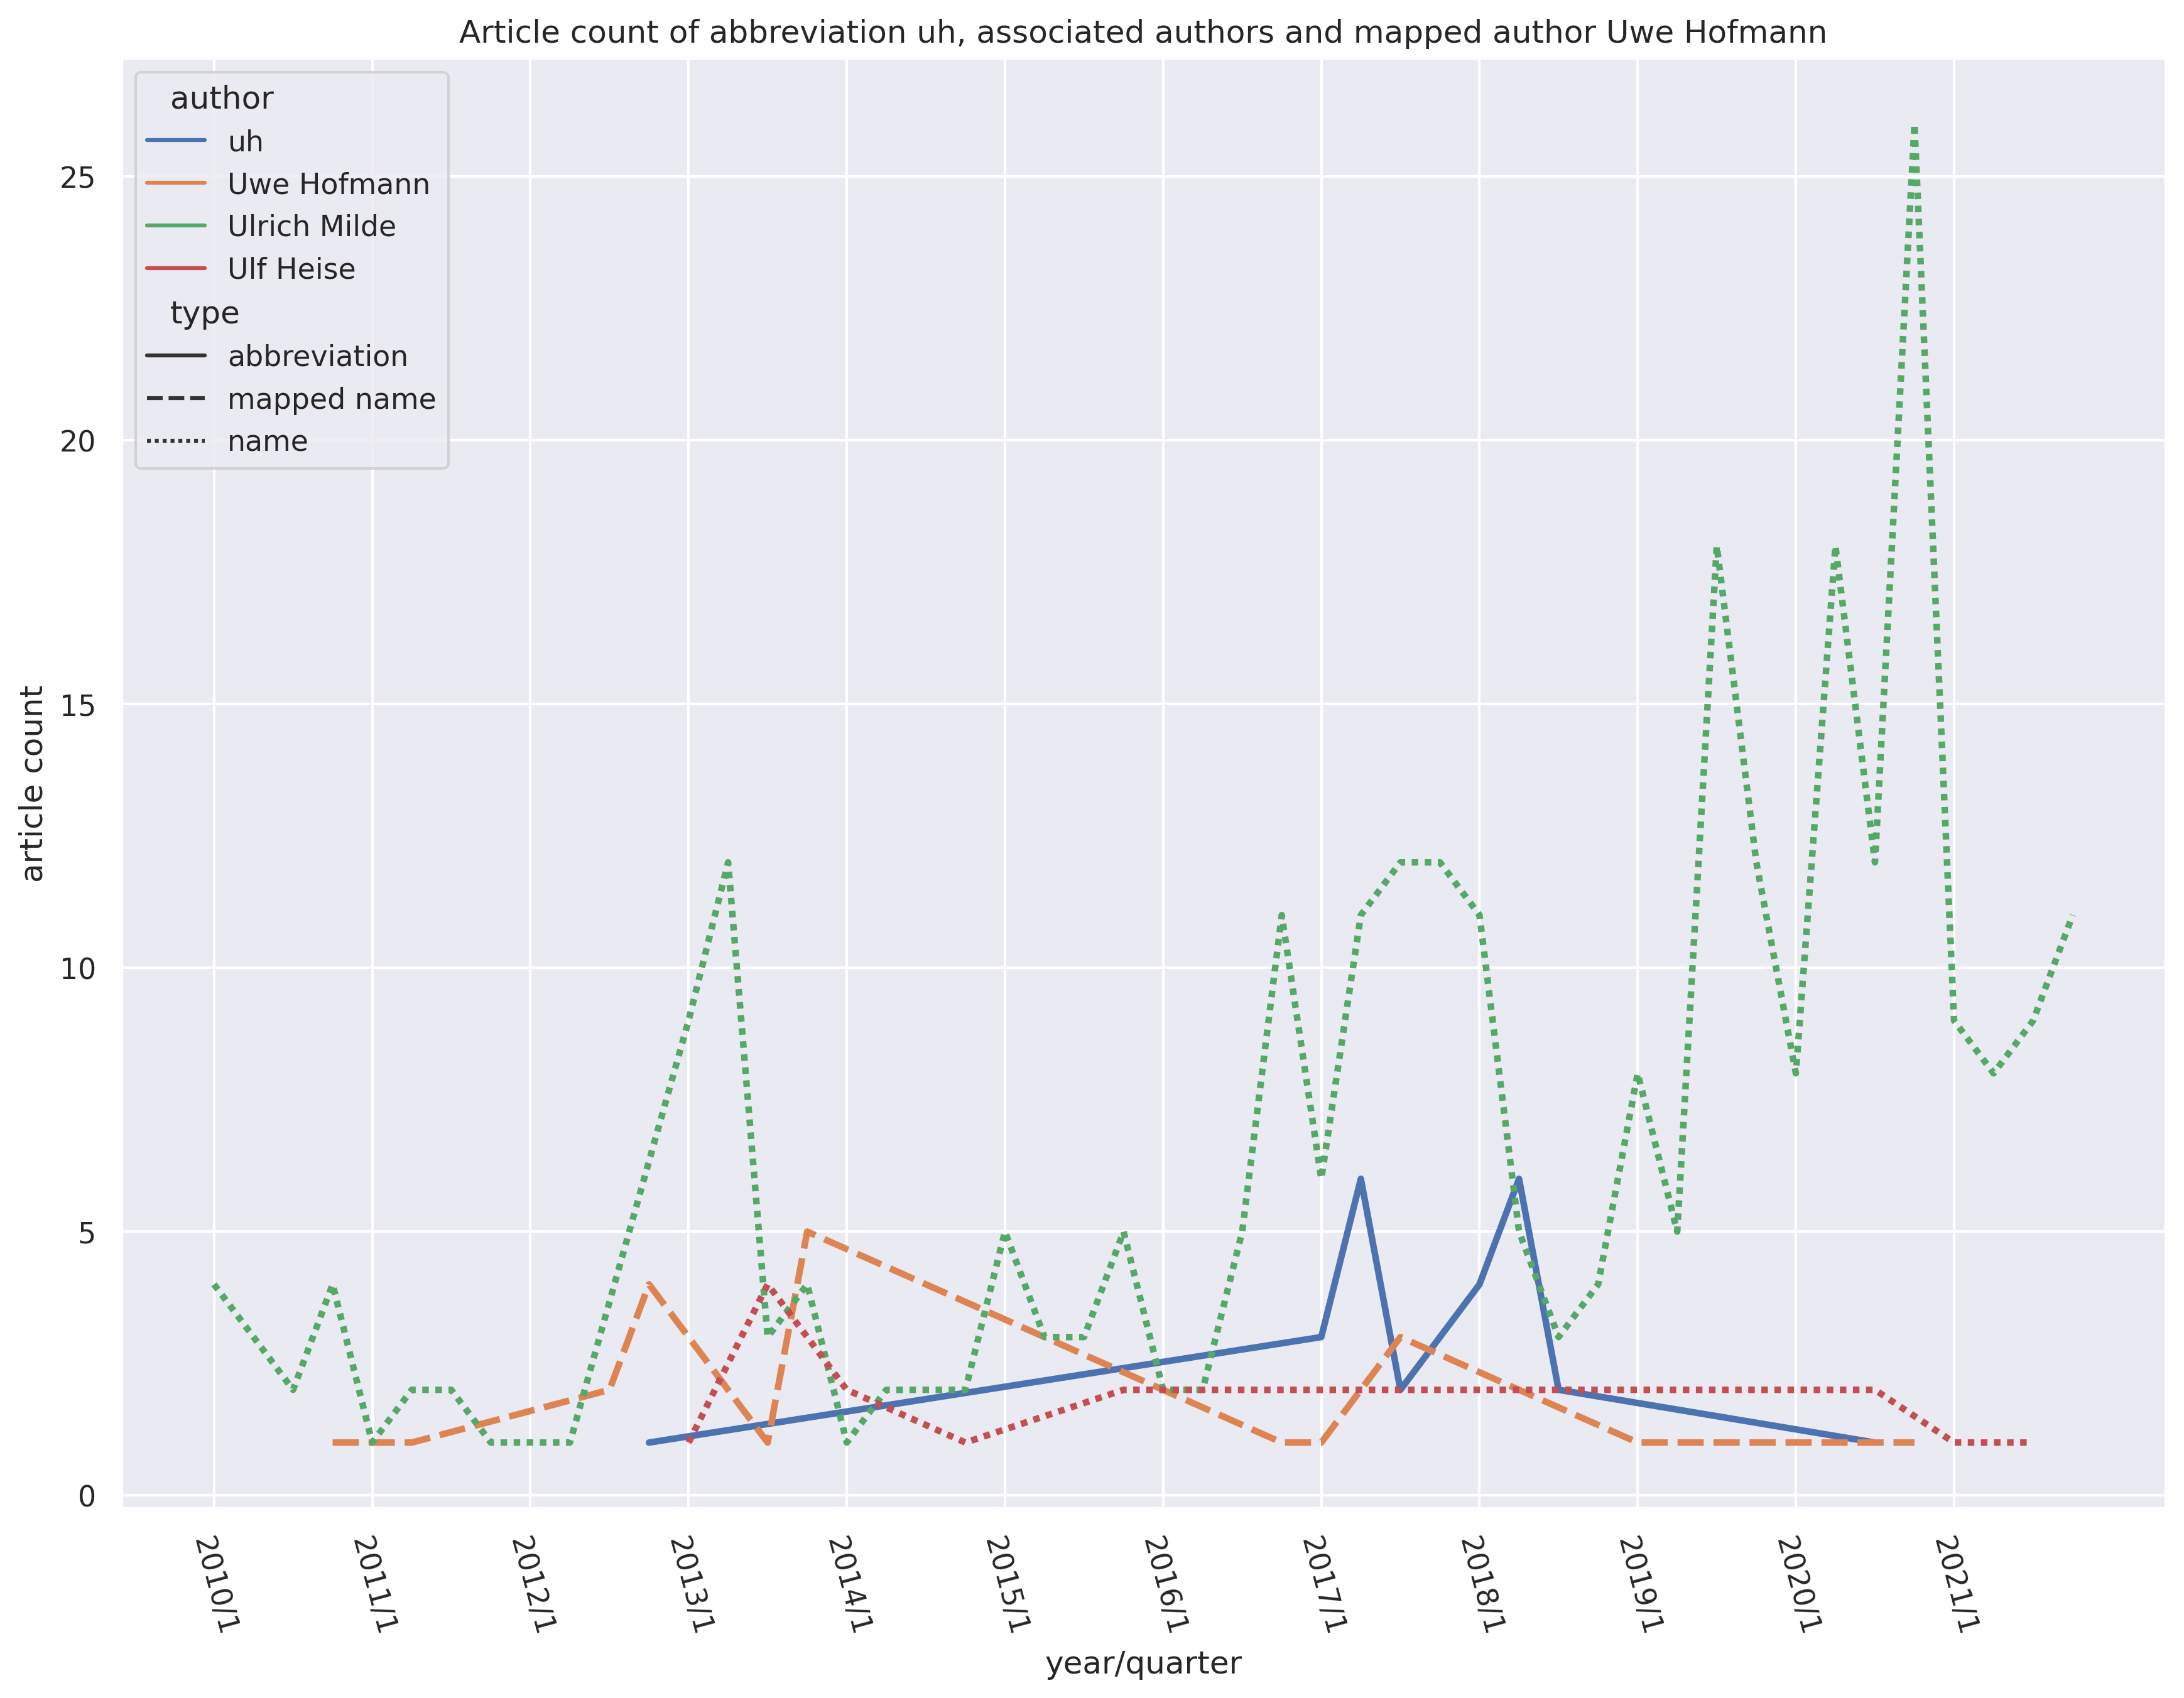 Article count of abbreviation uh, associated authors and mapped author Uwe Hofmann
author
uh
Uwe Hofmann
Ulrich Milde
Ulf Heise
type
abbreviation
mapped name
name
article count
25
20
15
10
5
0
2010/1
2011/1
2012/1
2013/1
2014/1
2015/1
2016/1
2017/1
2018/1
2019/1
2020/1
2021/1
year/quarter